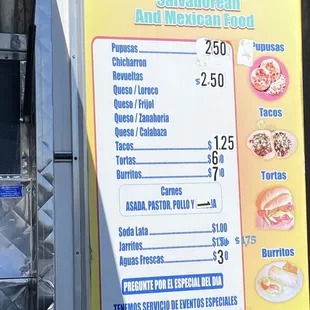 Salvadorean
And Mexican Food
Pupusas 2.50
Chicharron
Revueltas $2.50
Queso / Loroco
Queso / Frijol
Queso / Zanahoria
Queso / Calabaza
Tacos $1.25
Tortas $6
Burritos $7
Carnes
ASADA, PASTOR, POLLO Y
Soda Lata $1.00
Jarritos $1.75
Aguas Frescas $3
PREGUNTE POR EL ESPECIAL DEL DIA
TENEMOS SERVICIO DE EVENTOS ESPECIALES
Pupusas
Tacos
Tortas
Burritos